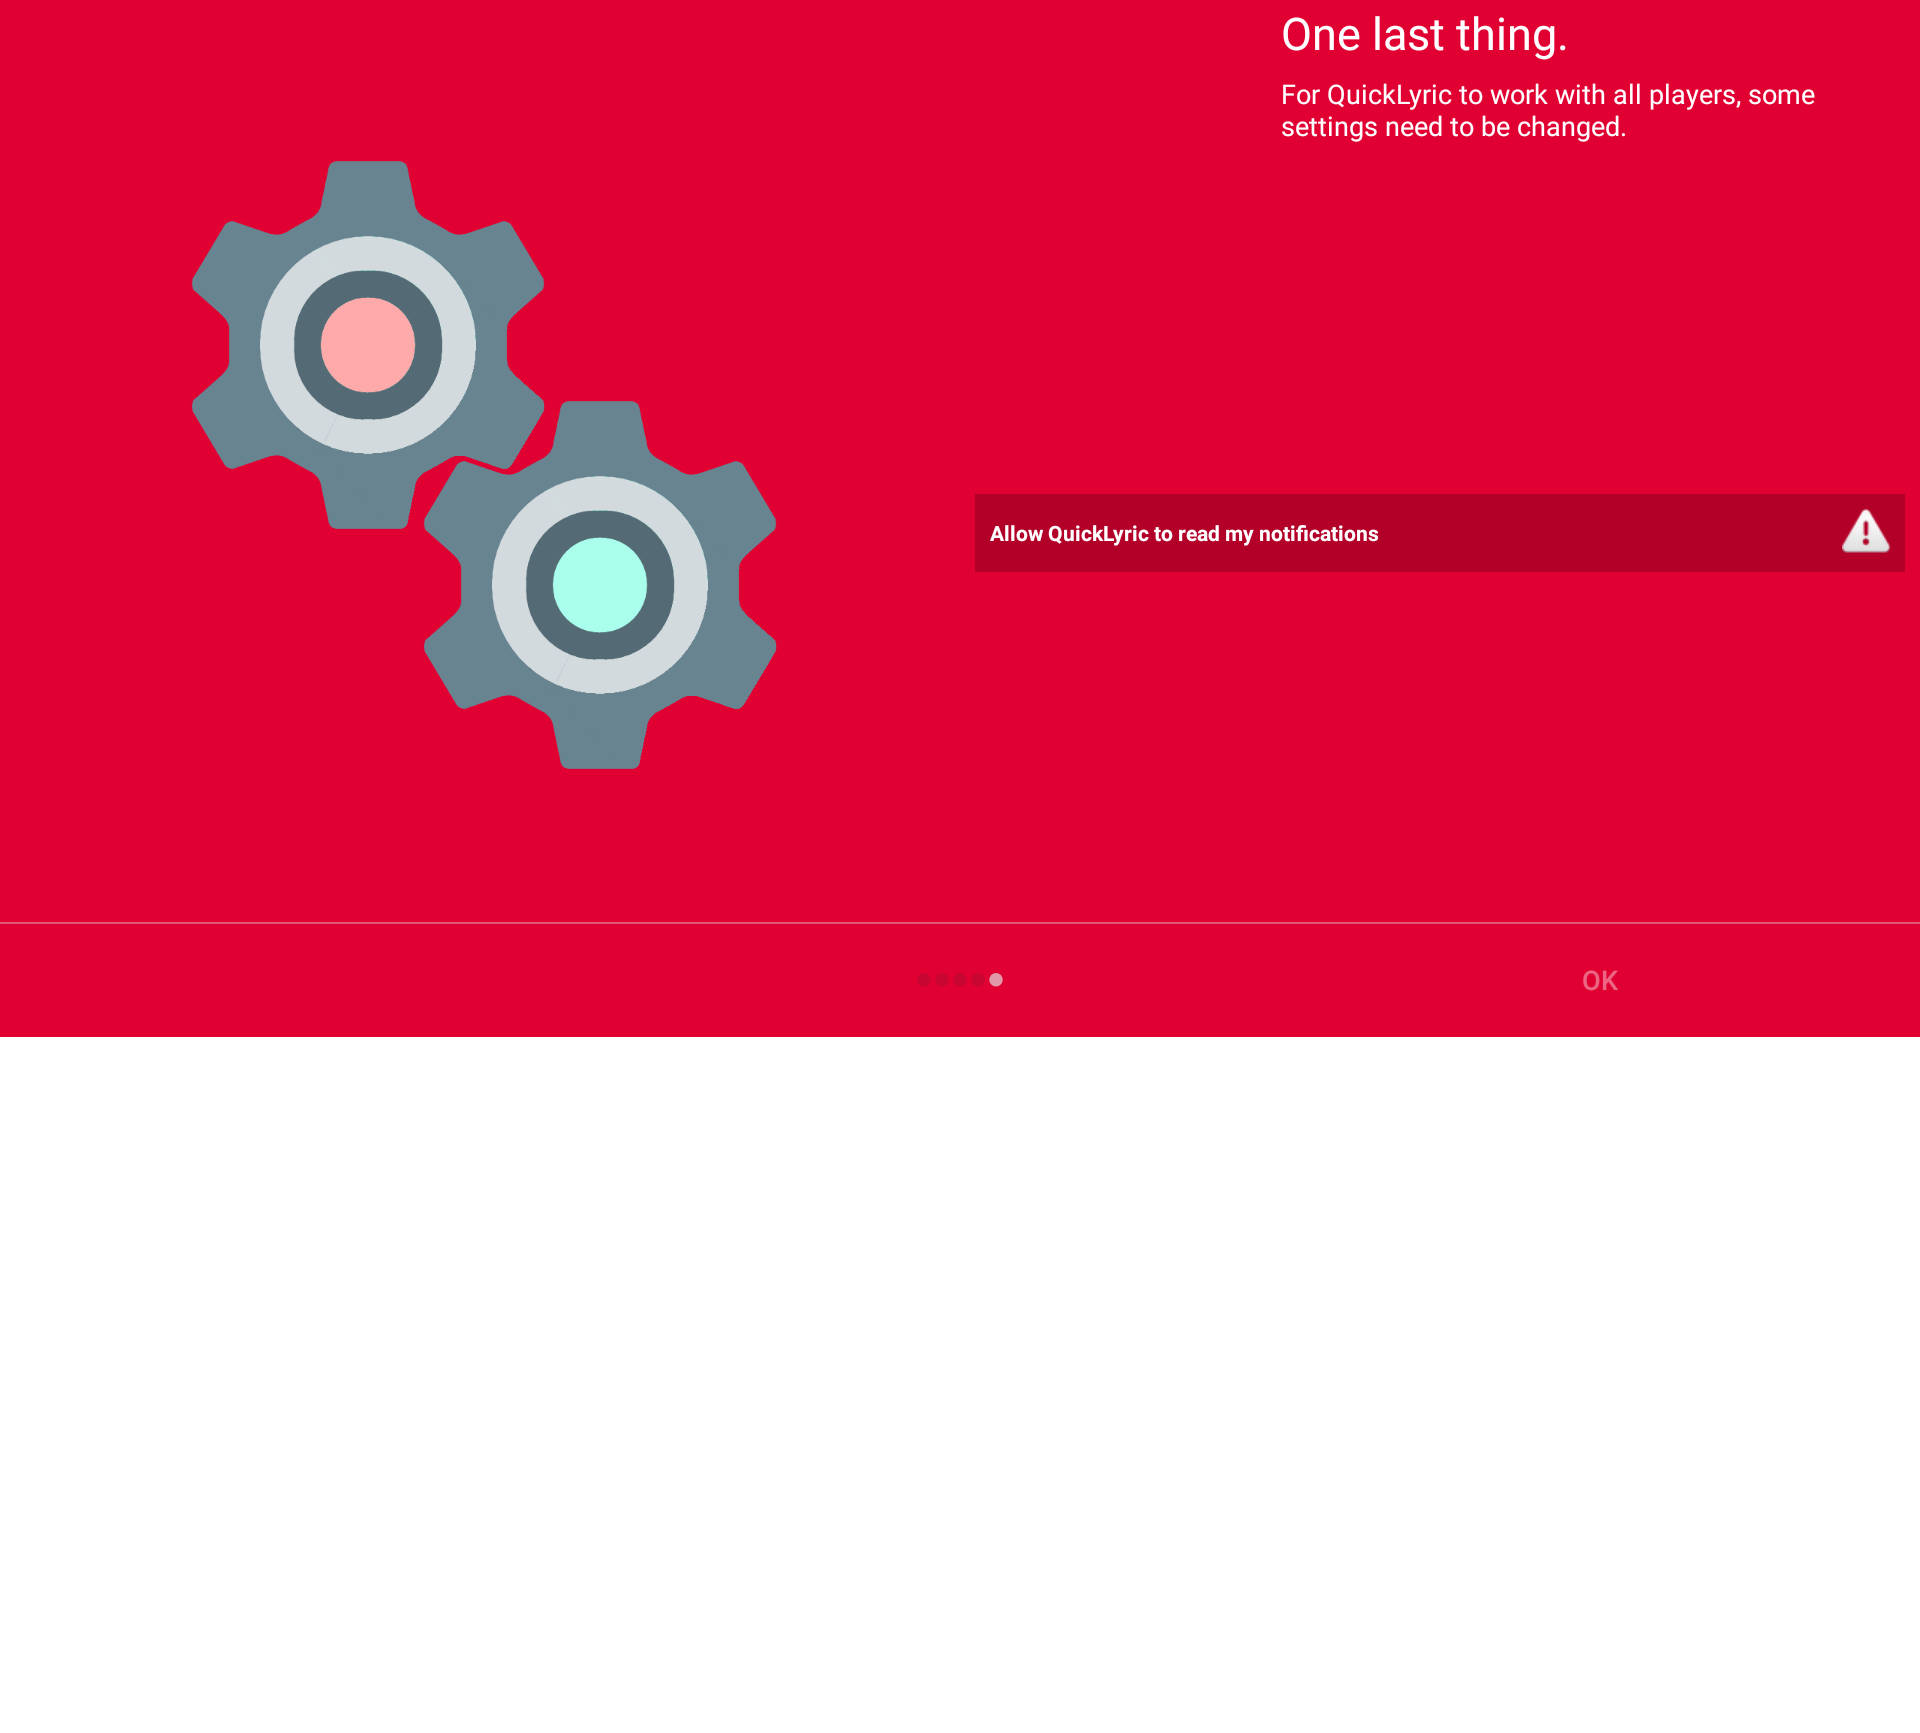 One last thing.
For QuickLyric to work with all players, some
settings need to be changed.
Allow QuickLyric to read my notifications
OK